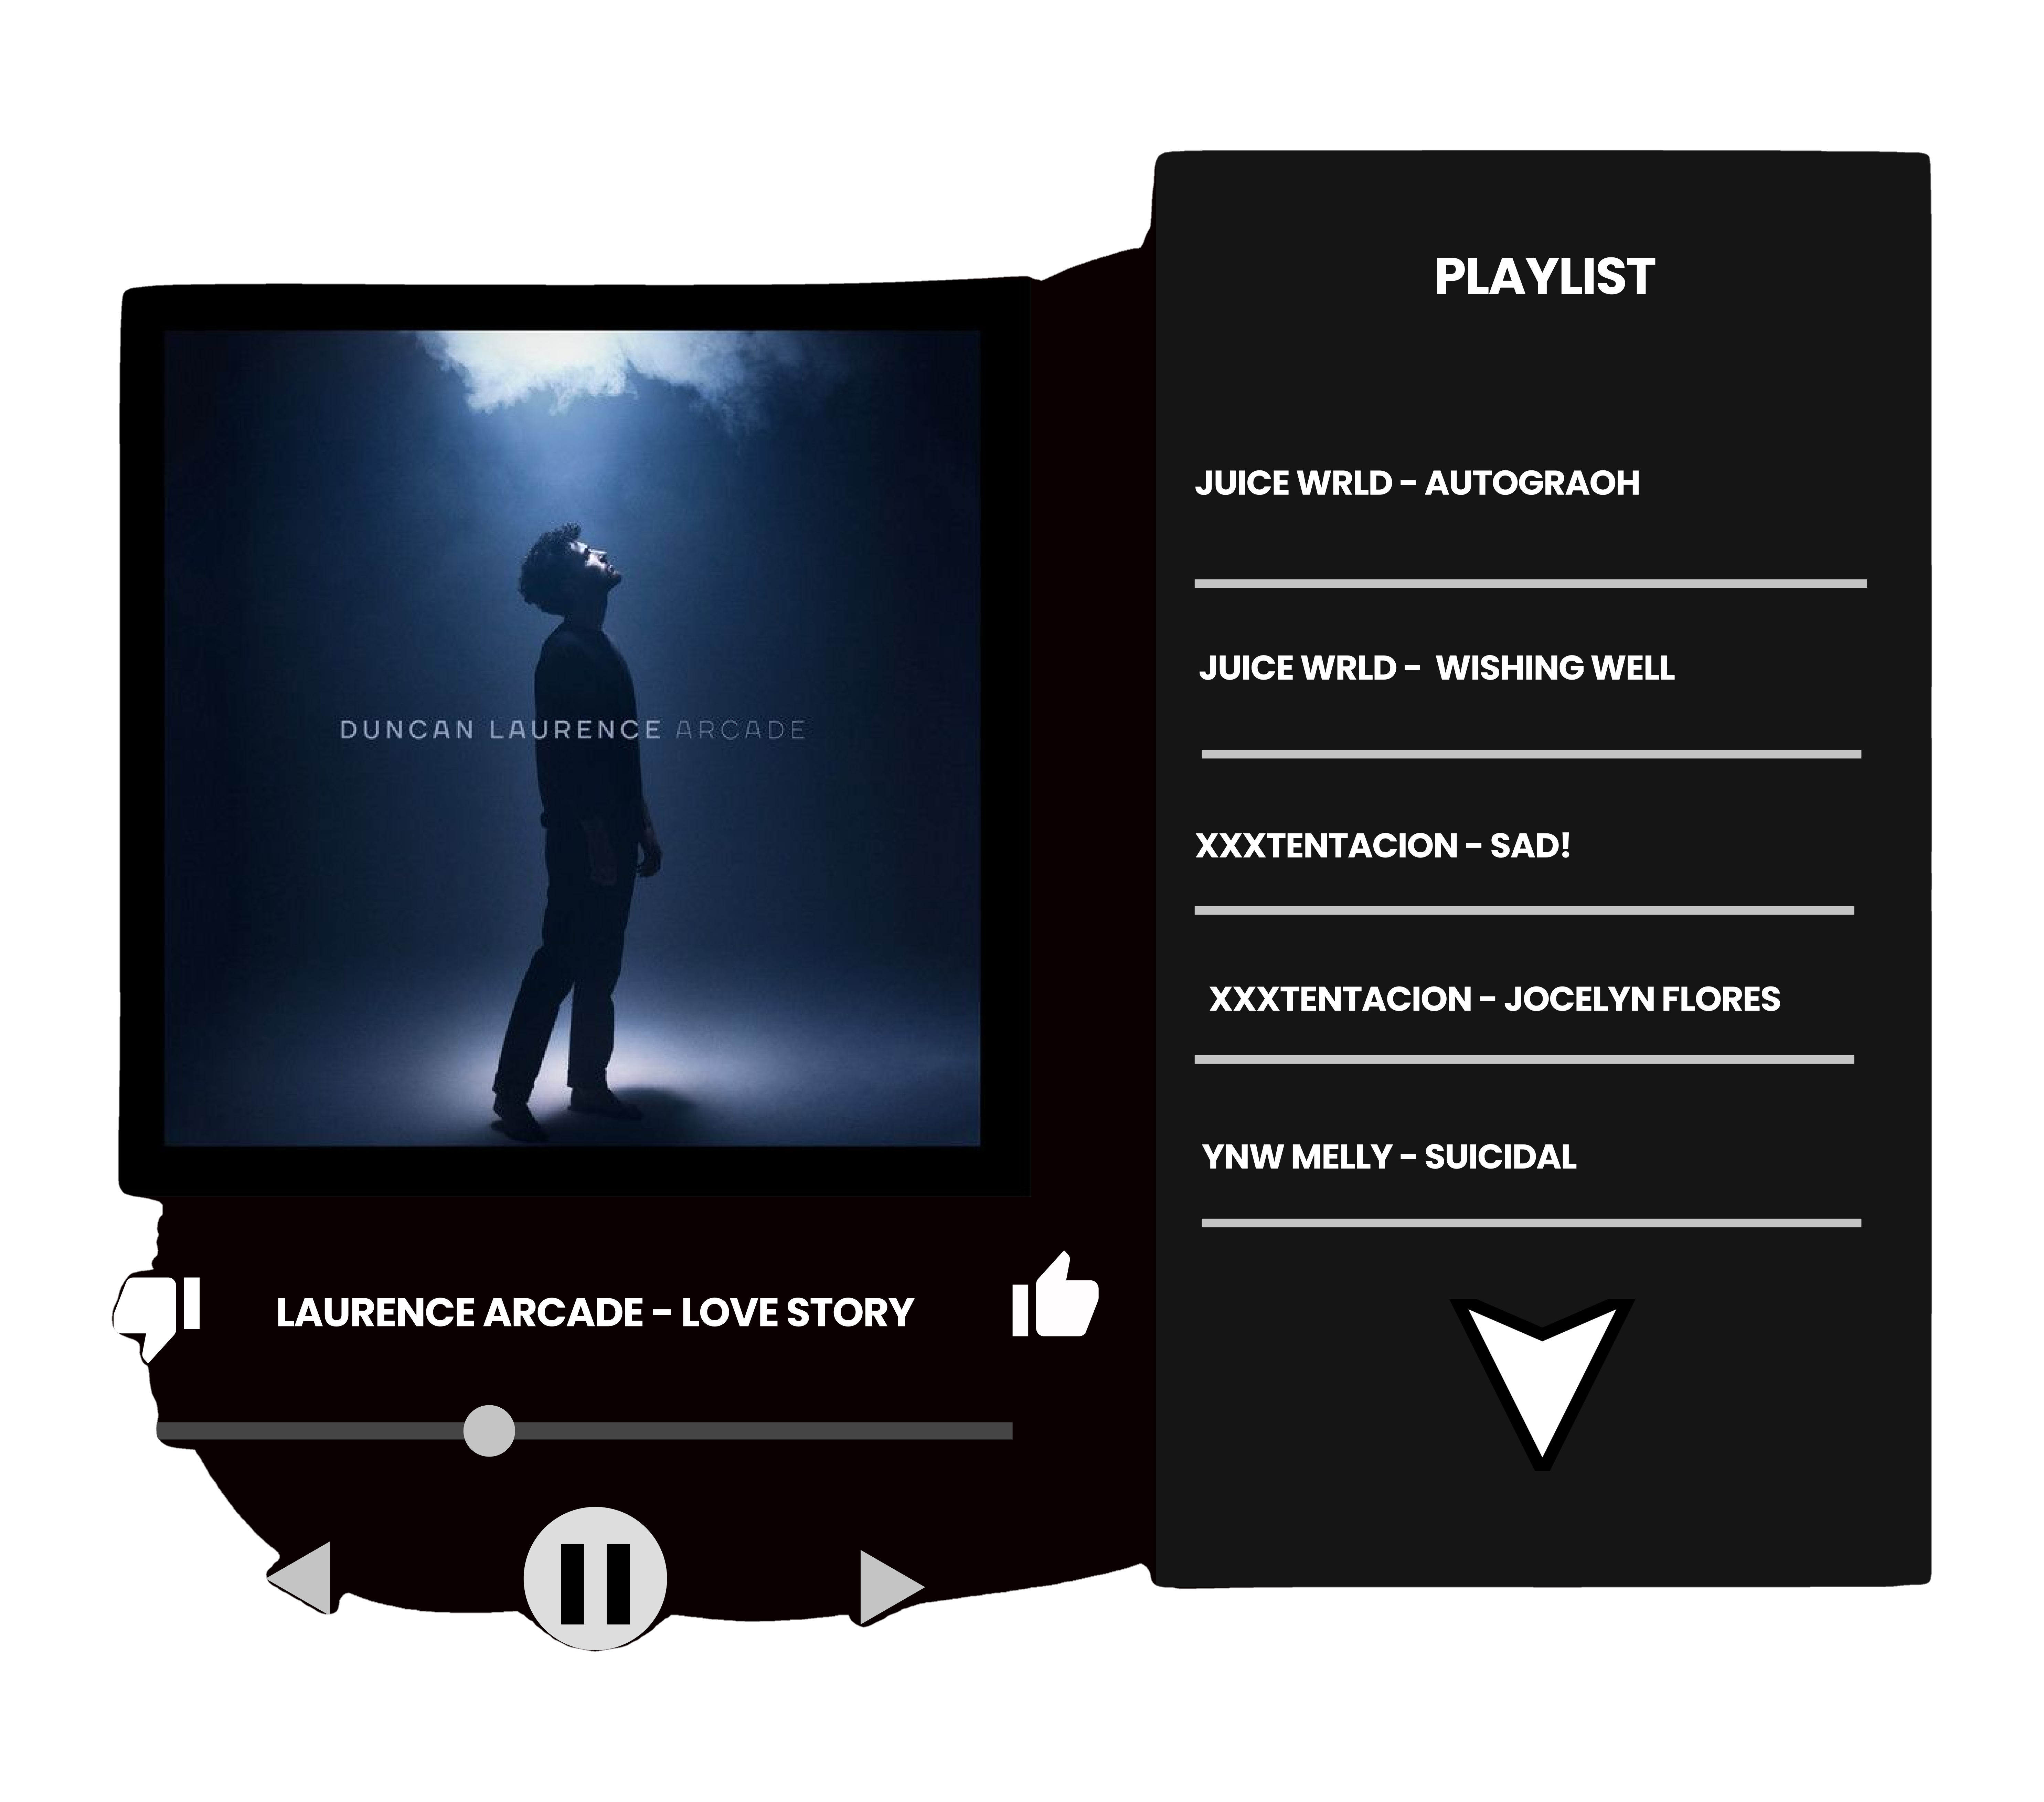 PLAYLIST
DUNCAN LAURENCE ARCADE
LAURENCE ARCADE - LOVE STORY
JUICE WRLD - AUTOGRAOH
JUICE WRLD - WISHING WELL
XXXTENTACION - SAD!
XXXTENTACION - JOCELYN FLORES
YNW MELLY - SUICIDAL